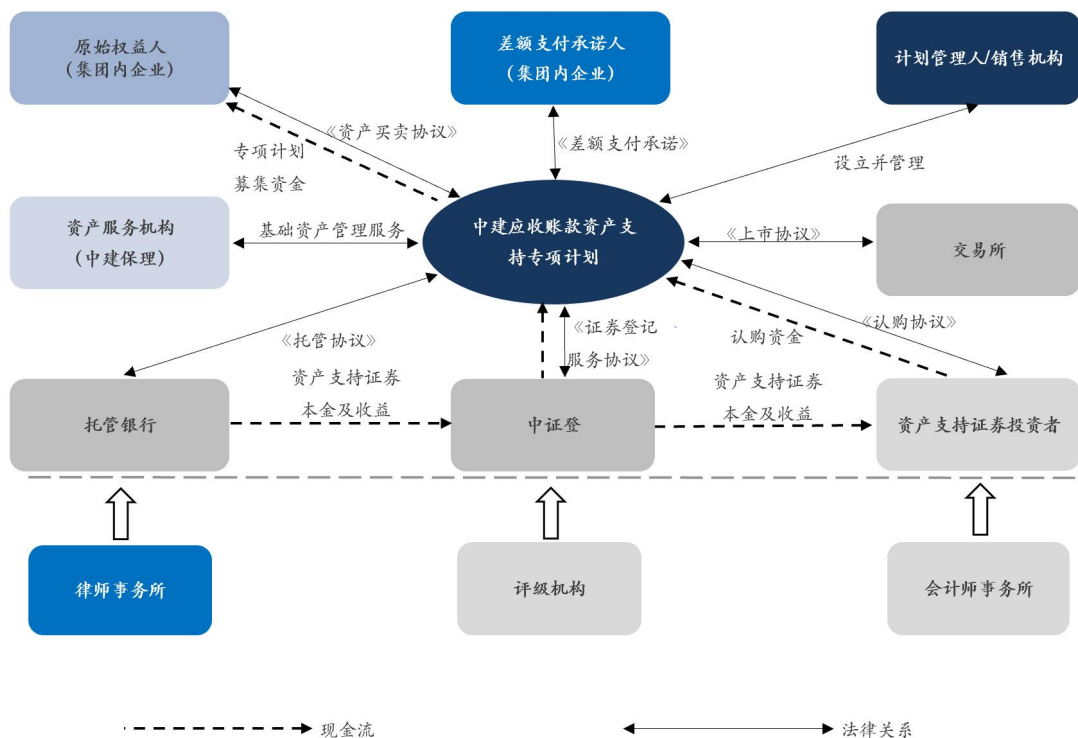 原始权益人
（集团内企业）
差额支付承诺人
（集团内企业）
计划管理人/销售机构
《资产买卖协议》
专项计划
募集资金
《差额支付承诺》
设立并管理
资产服务机构
（中建保理）
基础资产管理服务
中建应收账款资产支
持专项计划
《上市协议》
交易所
《托管协议》
《证券登记
服务协议》
认购资金
《认购协议》
资产支持证券
本金及收益
资产支持证券
本金及收益
托管银行
中证登
资产支持证券投资者
律师事务所
评级机构
会计师事务所
现金流
法律关系